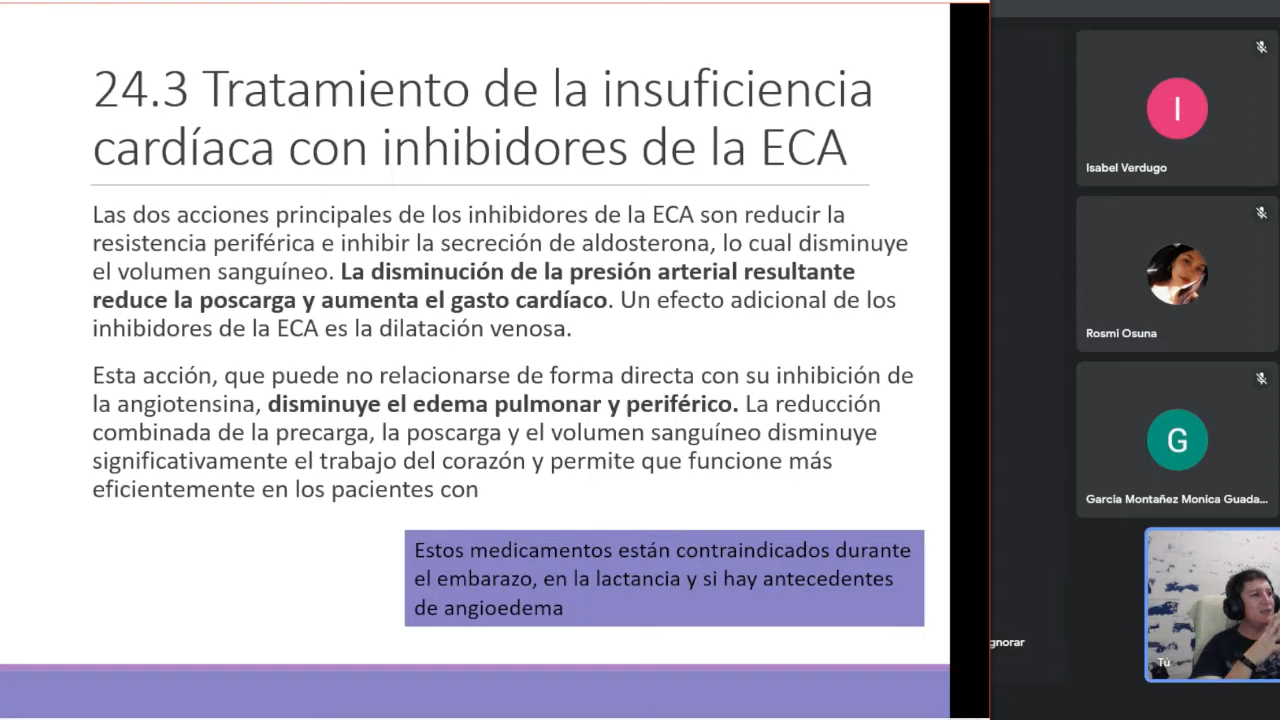 24.3 Tratamiento de la insuficiencia
cardíaca con inhibidores de la ECA
Las dos acciones principales de los inhibidores de la ECA son reducir la
resistencia periférica e inhibir la secreción de aldosterona, lo cual disminuye
el volumen sanguíneo. La disminución de la presión arterial resultante
reduce la poscarga y aumenta el gasto cardíaco. Un efecto adicional de los
inhibidores de la ECA es la dilatación venosa.
Esta acción, que puede no relacionarse de forma directa con su inhibición de
la angiotensina, disminuye el edema pulmonar y periférico. La reducción
combinada de la precarga, la poscarga y el volumen sanguíneo disminuye
significativamente el trabajo del corazón y permite que funcione más
eficientemente en los pacientes con
Estos medicamentos están contraindicados durante
el embarazo, en la lactancia y si hay antecedentes
de angioedema
I
Isabel Verdugo
Rosmi Osuna
G
Garcia Montañez Monica Guada...
gnorar
Tú